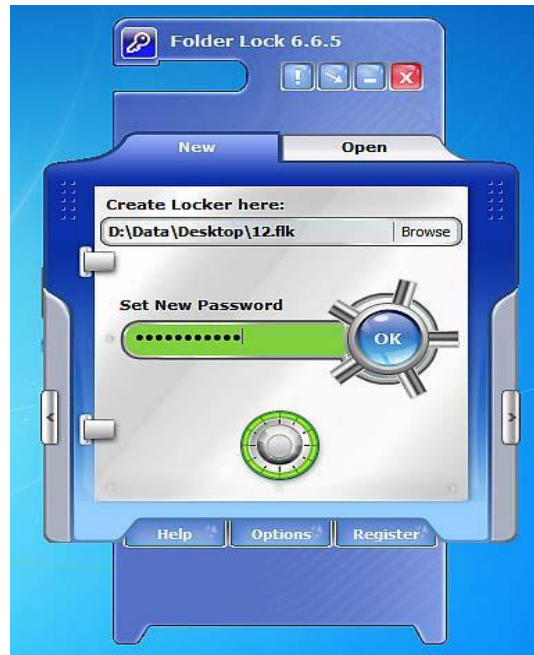 Folder Lock 6.6.5
New
Open
Create Locker here:
D:\Data\Desktop\12.flk
Browse
Set New Password
•••••••••••
OK
Help
Options
Register